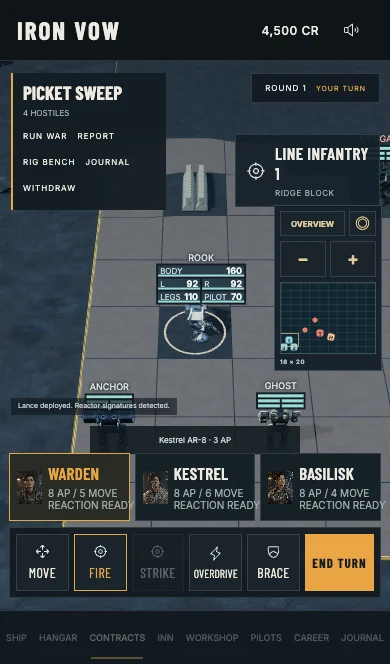 IRON VOW
4,500 CR
PICKET SWEEP
4 HOSTILES
RUN WAR REPORT
RIG BENCH JOURNAL
WITHDRAW
ROUND 1 YOUR TURN
GA
LINE INFANTRY
1
RIDGE BLOCK
OVERVIEW
− +
18 × 20
ROOK
BODY 160
L 92 R 92
LEGS 110 PILOT 70
ANCHOR
GHOST
Lance deployed. Reactor signatures detected.
Kestrel AR-8 · 3 AP
WARDEN
8 AP / 5 MOVE
REACTION READY
KESTREL
8 AP / 6 MOVE
REACTION READY
BASILISK
8 AP / 4 MOVE
REACTION READY
MOVE
FIRE
STRIKE
OVERDRIVE
BRACE
END TURN
SHIP HANGAR CONTRACTS INN WORKSHOP PILOTS CAREER JOURNAL